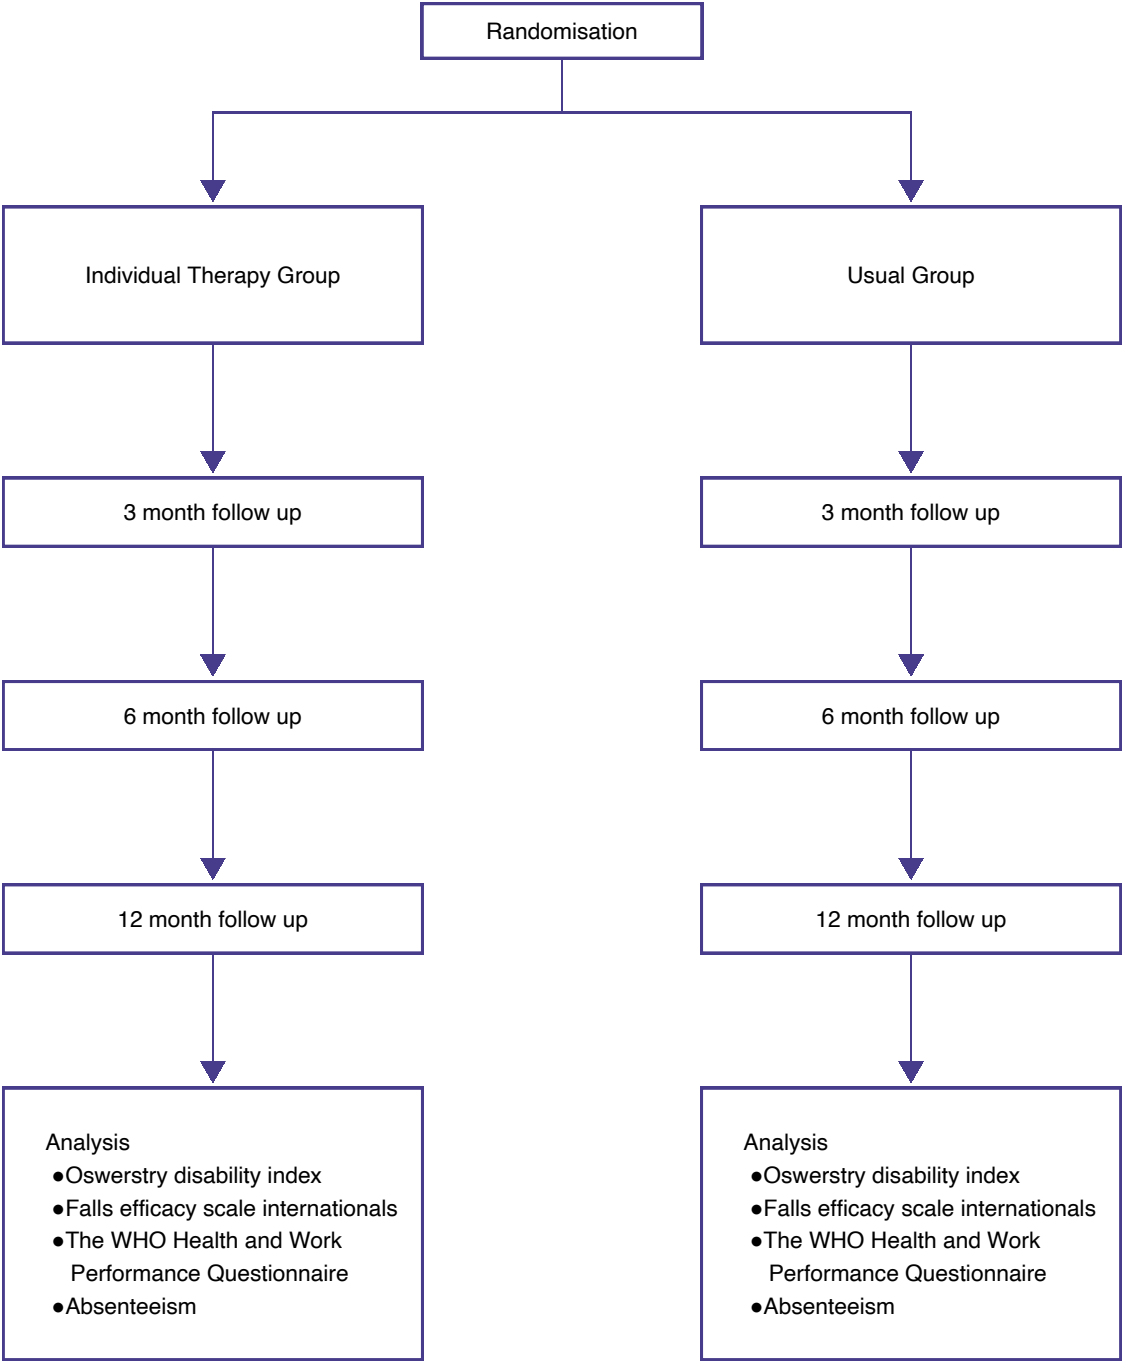 Randomisation
Individual Therapy Group
Usual Group
3 month follow up
3 month follow up
6 month follow up
6 month follow up
12 month follow up
12 month follow up
Analysis
●Oswerstry disability index
●Falls efficacy scale internationals
●The WHO Health and Work
Performance Questionnaire
●Absenteeism
Analysis
●Oswerstry disability index
●Falls efficacy scale internationals
●The WHO Health and Work
Performance Questionnaire
●Absenteeism